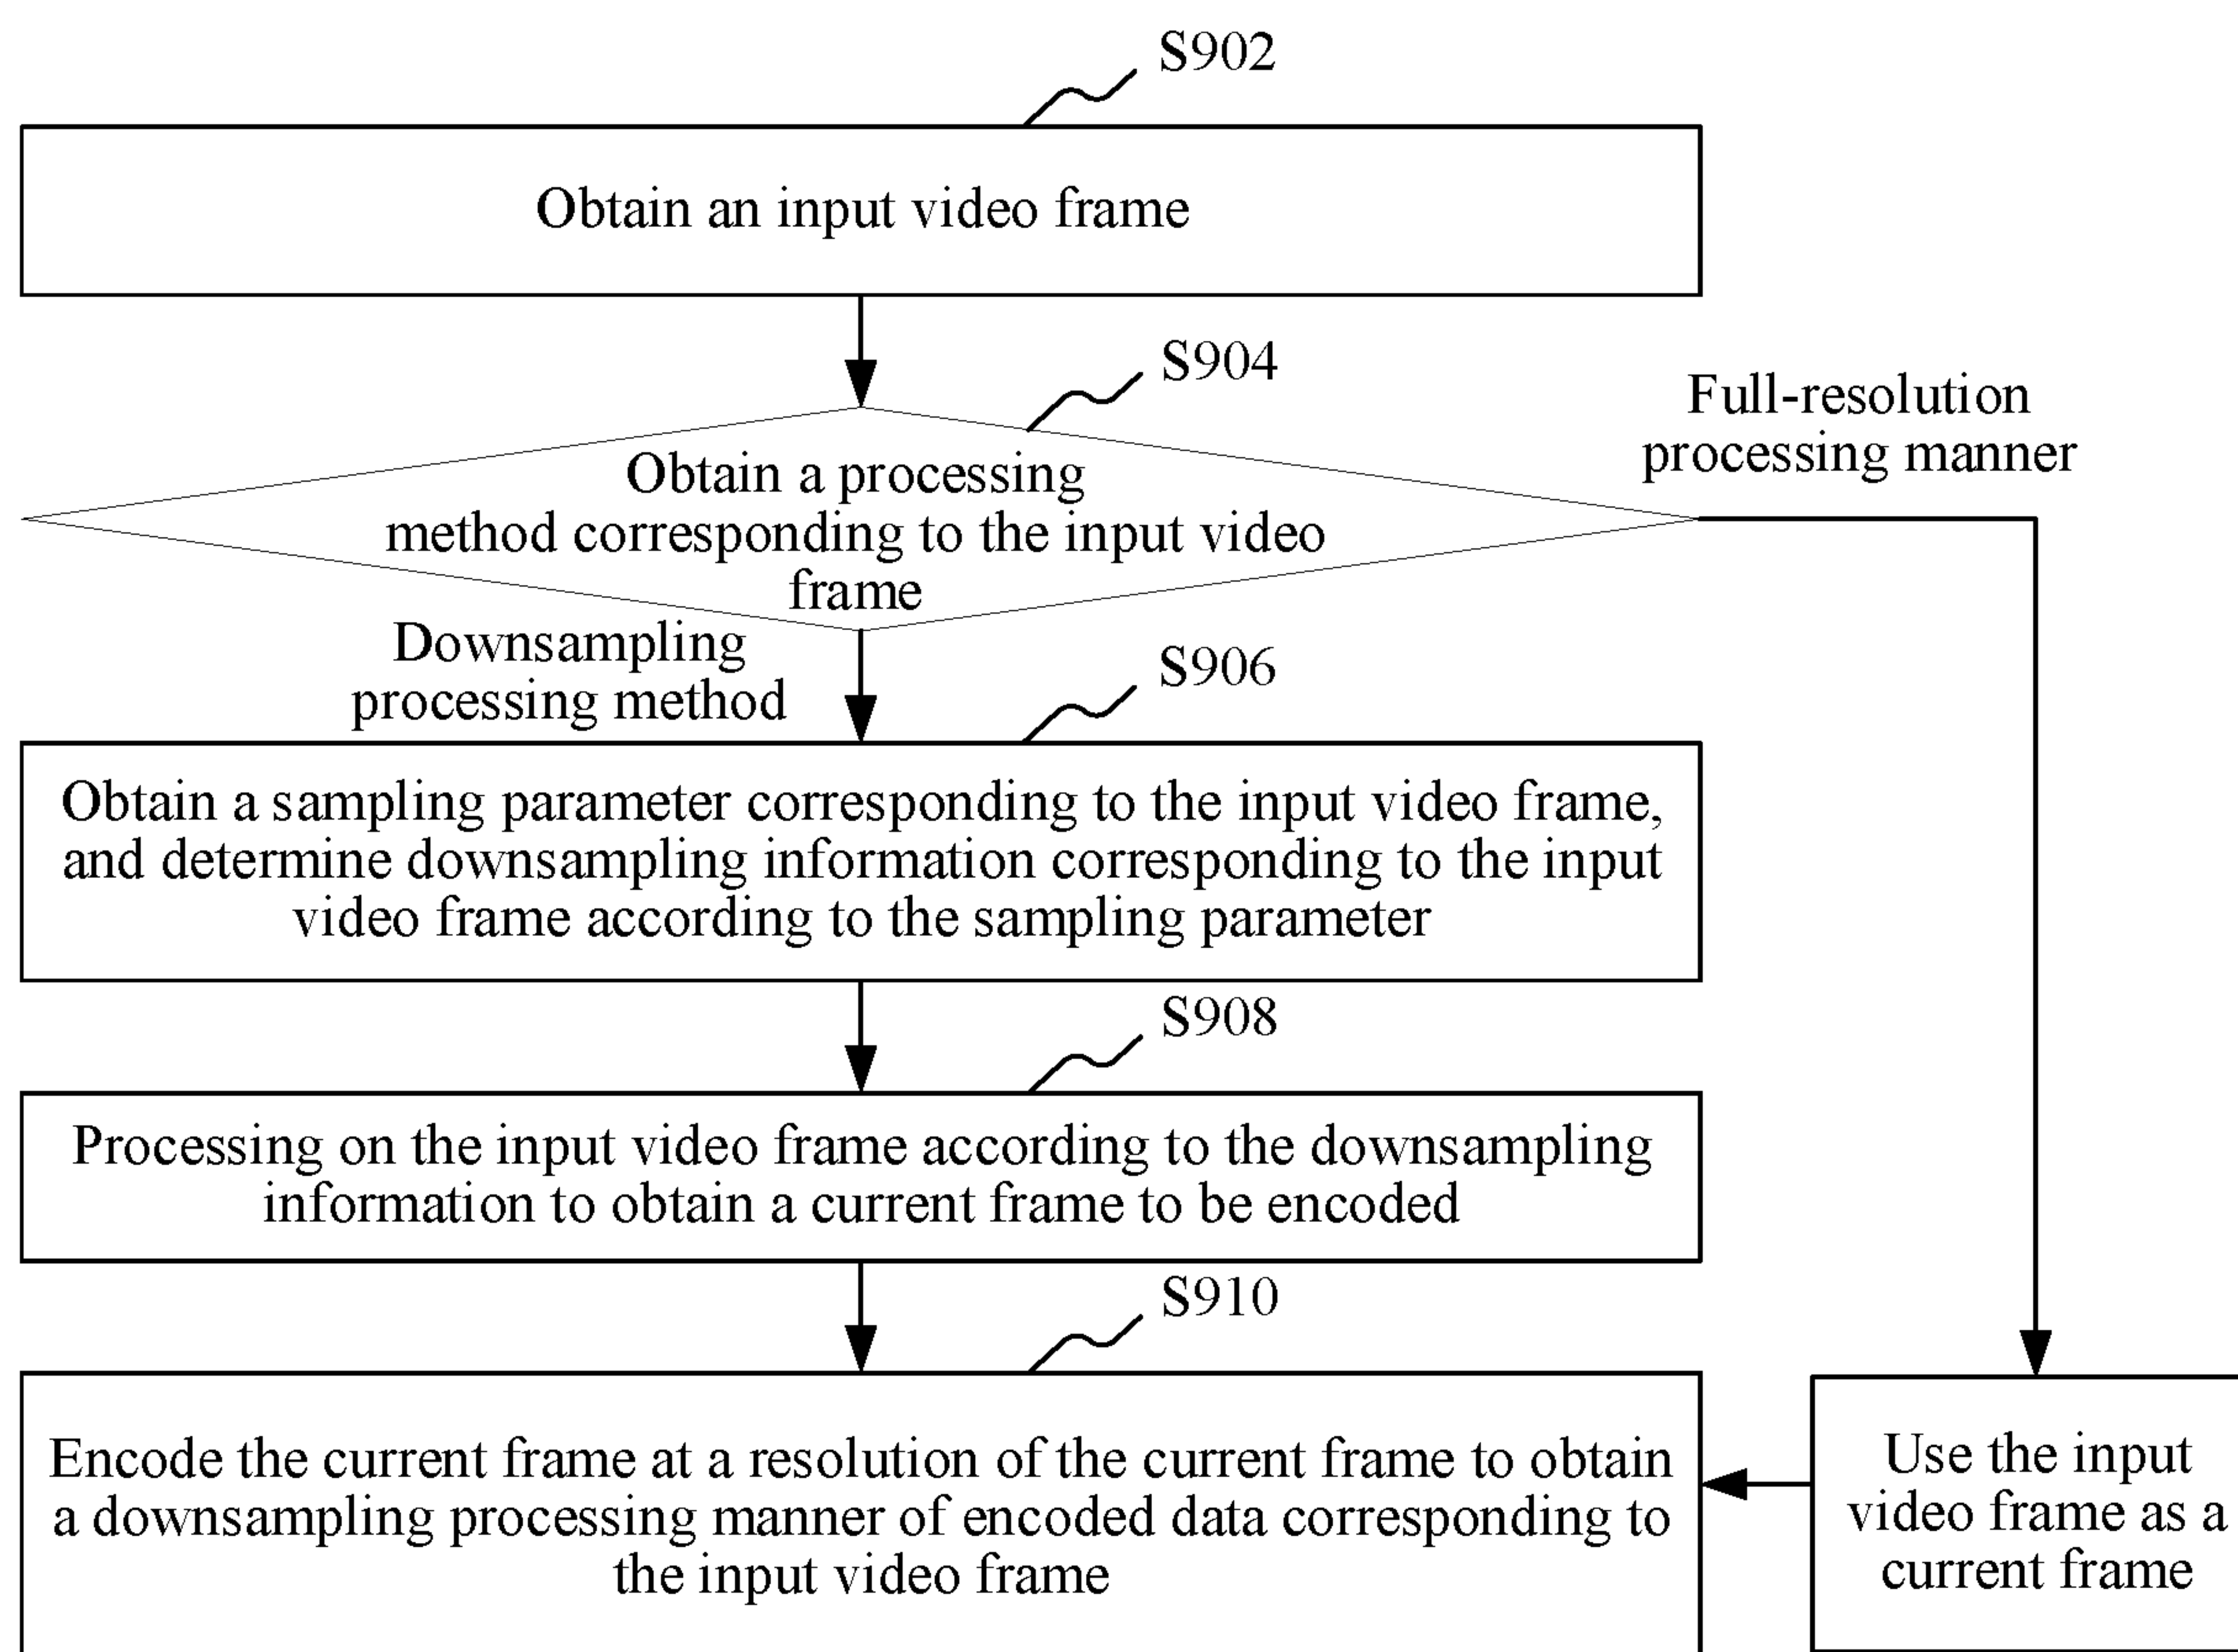 S902
Obtain an input video frame
S904
Full-resolution
processing manner
Obtain a processing
method corresponding to the input video
frame
Downsampling
processing method
S906
Obtain a sampling parameter corresponding to the input video frame,
and determine downsampling information corresponding to the input
video frame according to the sampling parameter
S908
Processing on the input video frame according to the downsampling
information to obtain a current frame to be encoded
S910
Encode the current frame at a resolution of the current frame to obtain
a downsampling processing manner of encoded data corresponding to
the input video frame
Use the input
video frame as a
current frame